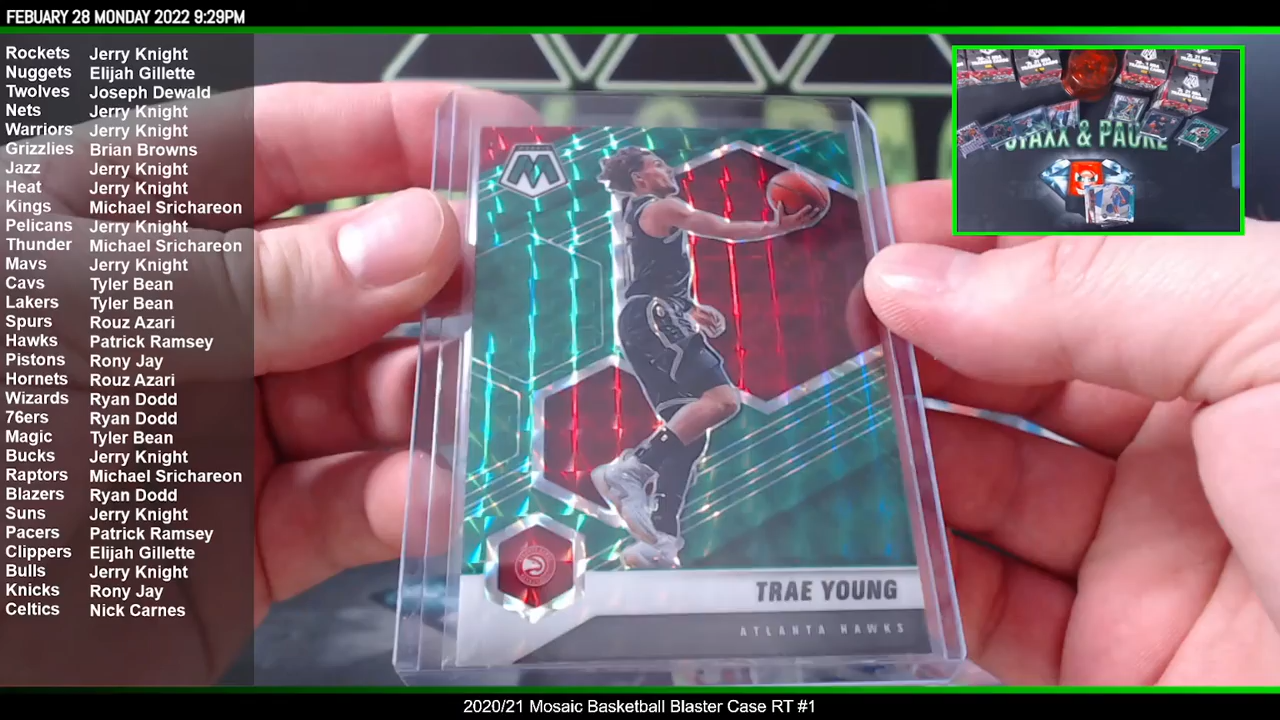 FEBUARY 28 MONDAY 2022 9:29PM
Rockets Jerry Knight
Nuggets Elijah Gillette
Twolves Joseph Dewald
Nets Jerry Knight
Warriors Jerry Knight
Grizzlies Brian Browns
Jazz Jerry Knight
Heat Jerry Knight
Kings Michael Srichareon
Pelicans Jerry Knight
Thunder Michael Srichareon
Mavs Jerry Knight
Cavs Tyler Bean
Lakers Tyler Bean
Spurs Rouz Azari
Hawks Patrick Ramsey
Pistons Rony Jay
Hornets Rouz Azari
Wizards Ryan Dodd
76ers Ryan Dodd
Magic Tyler Bean
Bucks Jerry Knight
Raptors Michael Srichareon
Blazers Ryan Dodd
Suns Jerry Knight
Pacers Patrick Ramsey
Clippers Elijah Gillette
Bulls Jerry Knight
Knicks Rony Jay
Celtics Nick Carnes
MOSAIC
TRAE YOUNG
ATLANTA HAWKS
2020/21 Mosaic Basketball Blaster Case RT #1